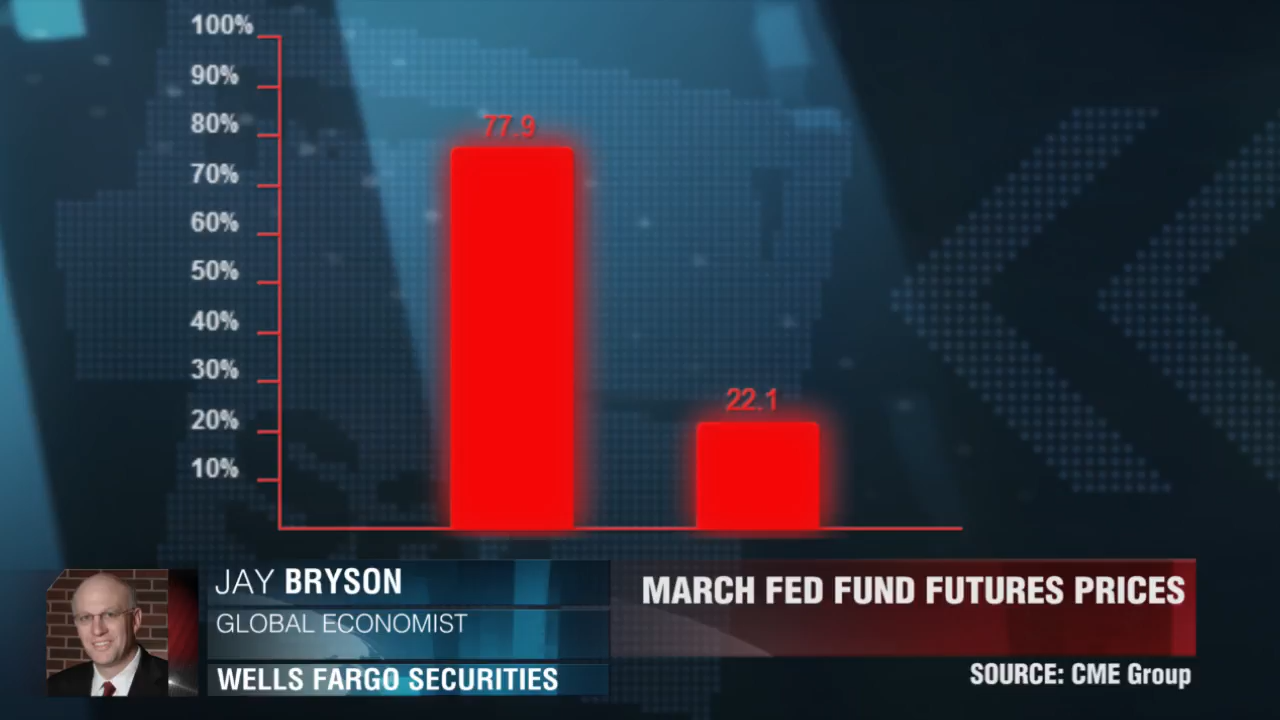 100%
90%
80%
70%
60%
50%
40%
30%
20%
10%
77.9
22.1
JAY BRYSON
GLOBAL ECONOMIST
WELLS FARGO SECURITIES
MARCH FED FUND FUTURES PRICES
SOURCE: CME Group